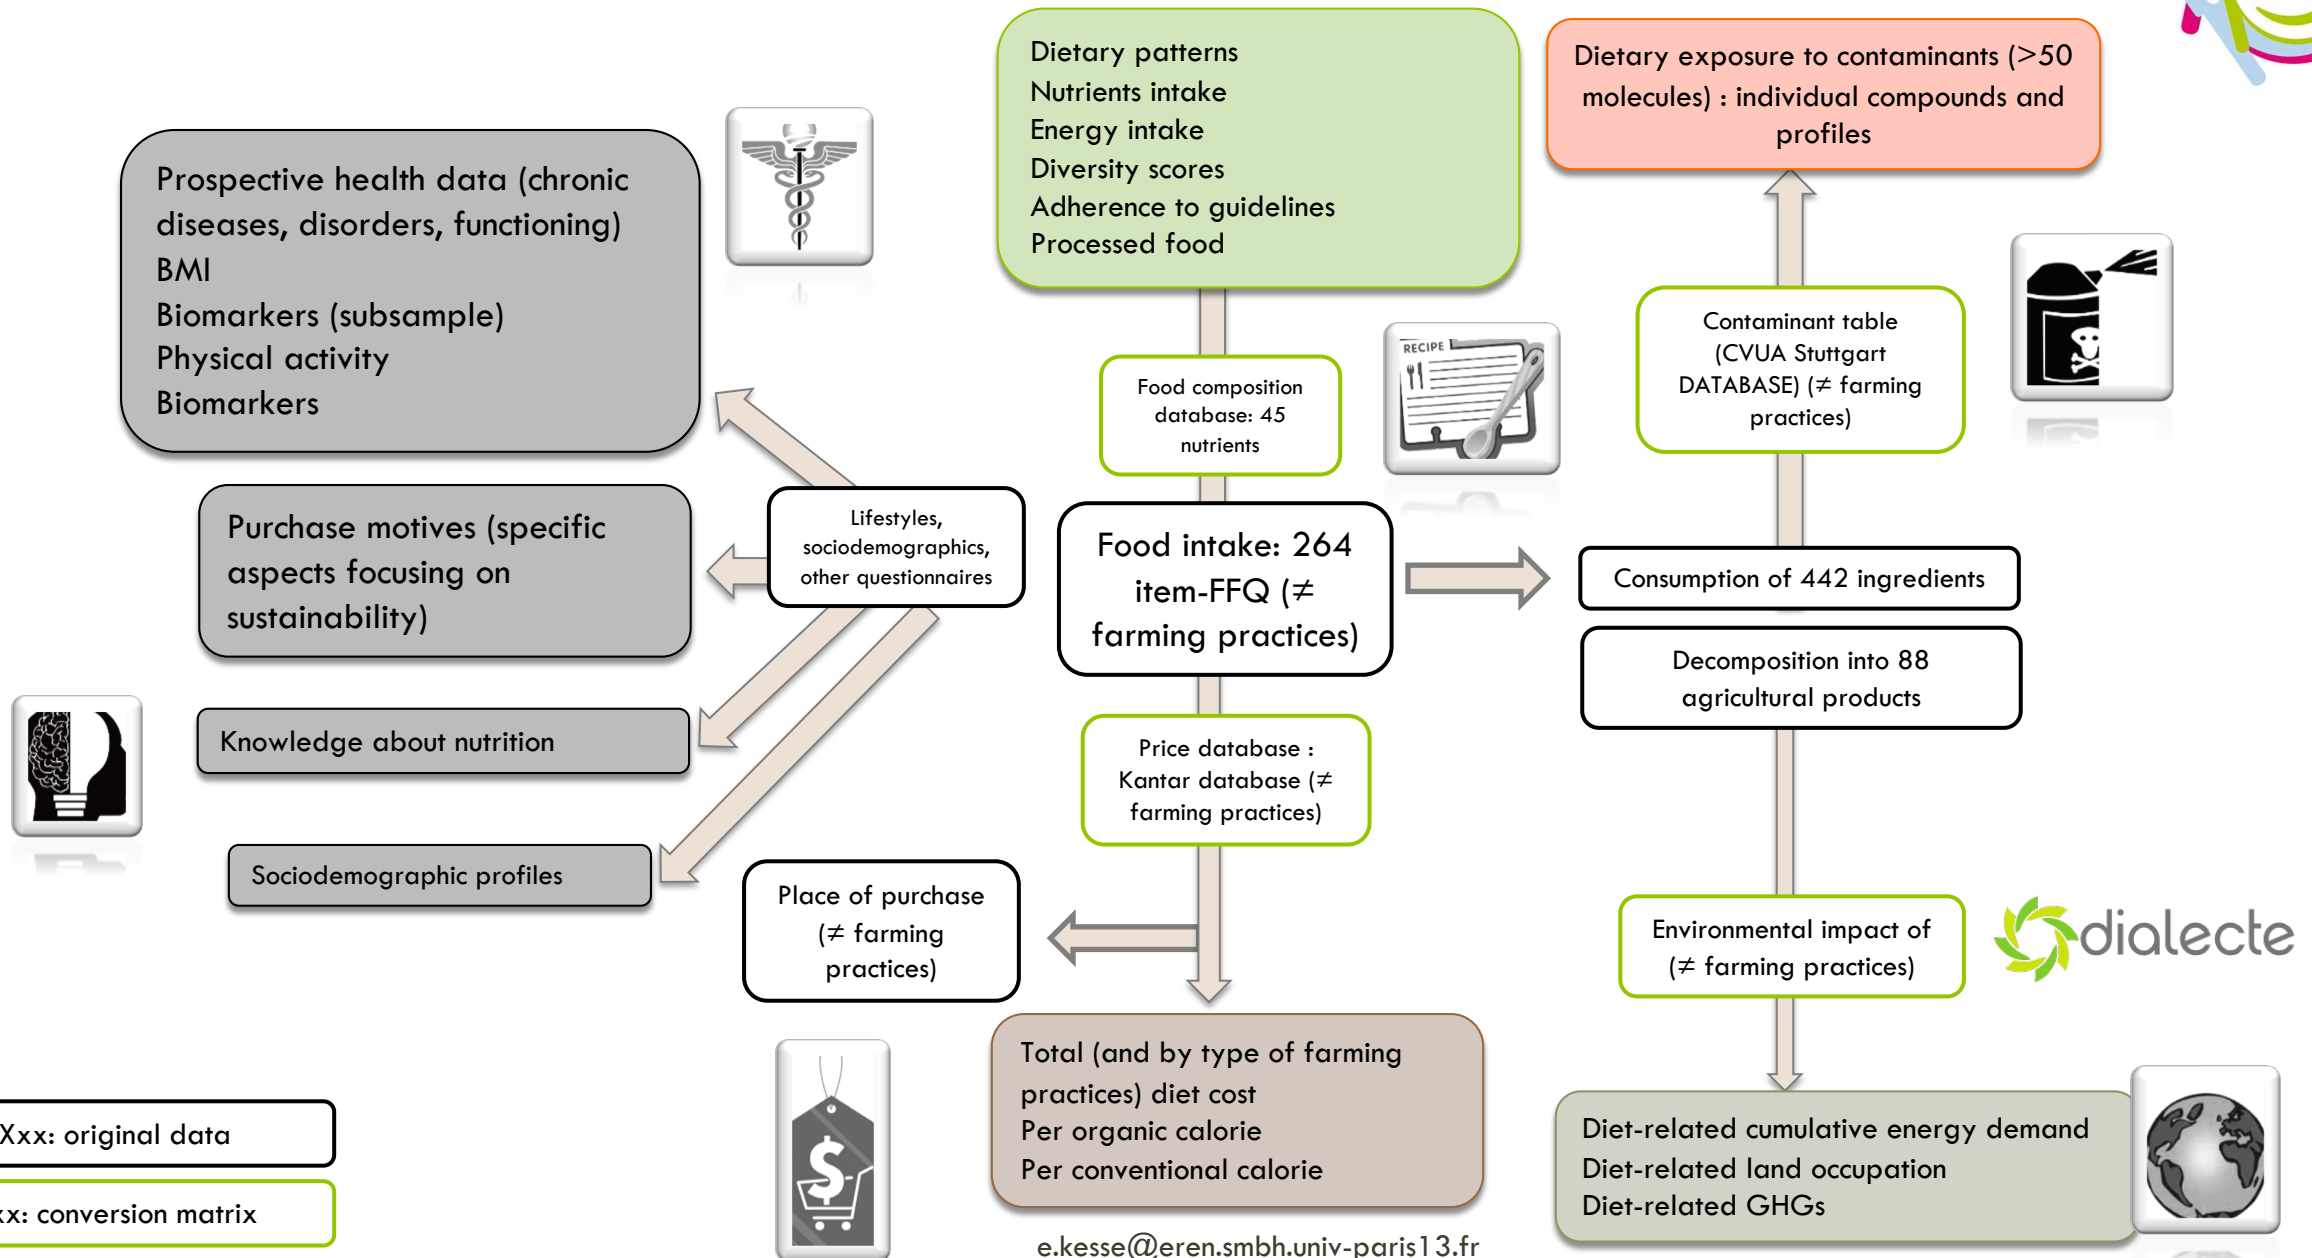 Dietary patterns
Nutrients intake
Energy intake
Diversity scores
Adherence to guidelines
Processed food
Dietary exposure to contaminants (>50
molecules) : individual compounds and
profiles
Prospective health data (chronic
diseases, disorders, functioning)
BMI
Biomarkers (subsample)
Physical activity
Biomarkers
Contaminant table
(CVUA Stuttgart
DATABASE) (≠ farming
practices)
RECIPE
Food composition
database: 45
nutrients
Purchase motives (specific
aspects focusing on
sustainability)
Lifestyles,
sociodemographics,
other questionnaires
Food intake: 264
item-FFQ (≠
farming practices)
Consumption of 442 ingredients
Decomposition into 88
agricultural products
Knowledge about nutrition
Price database :
Kantar database (≠
farming practices)
Sociodemographic profiles
Place of purchase
(≠ farming
practices)
Environmental impact of
(≠ farming practices)
dialecte
Total (and by type of farming
practices) diet cost
Per organic calorie
Per conventional calorie
$
Diet-related cumulative energy demand
Diet-related land occupation
Diet-related GHGs
Xxx: original data
xx: conversion matrix
e.kesse@eren.smbh.univ-paris13.fr